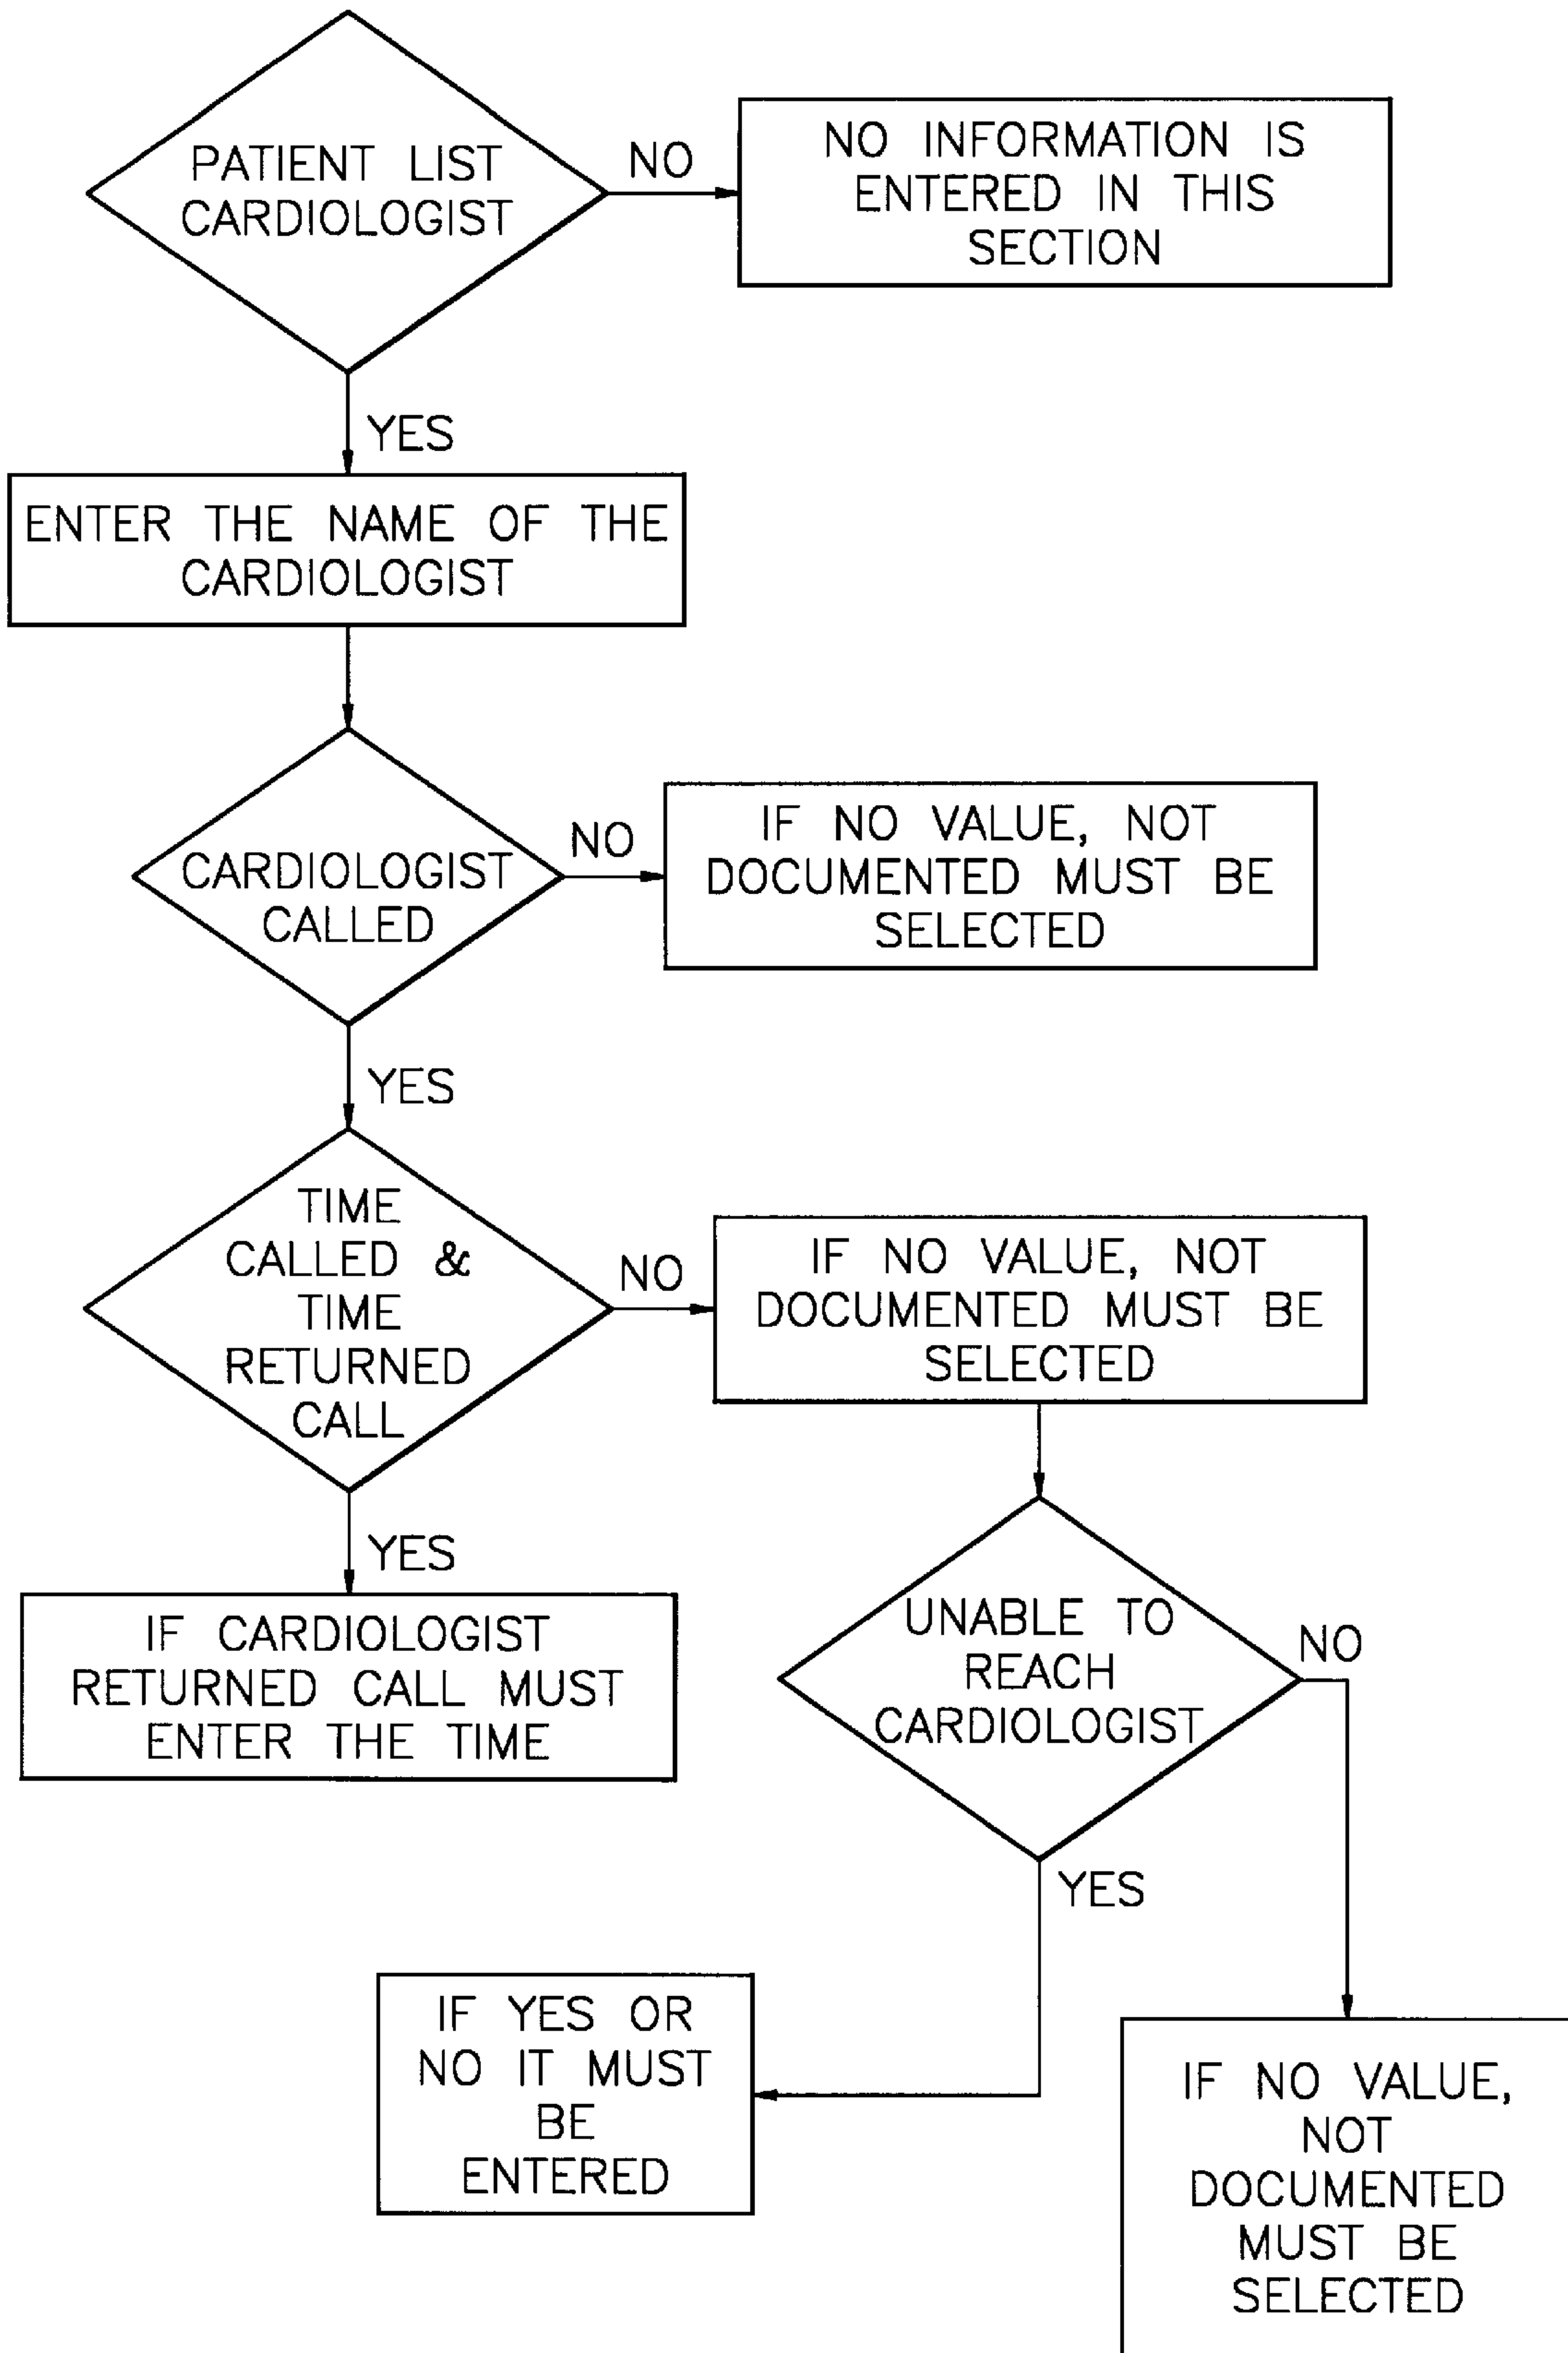 PATIENT LIST
CARDIOLOGIST
NO
NO INFORMATION IS
ENTERED IN THIS
SECTION
YES
ENTER THE NAME OF THE
CARDIOLOGIST
CARDIOLOGIST
CALLED
NO
IF NO VALUE, NOT
DOCUMENTED MUST BE
SELECTED
YES
TIME
CALLED &
TIME
RETURNED
CALL
NO
IF NO VALUE, NOT
DOCUMENTED MUST BE
SELECTED
YES
IF CARDIOLOGIST
RETURNED CALL MUST
ENTER THE TIME
UNABLE TO
REACH
CARDIOLOGIST
NO
YES
IF YES OR
NO IT MUST
BE
ENTERED
IF NO VALUE,
NOT
DOCUMENTED
MUST BE
SELECTED